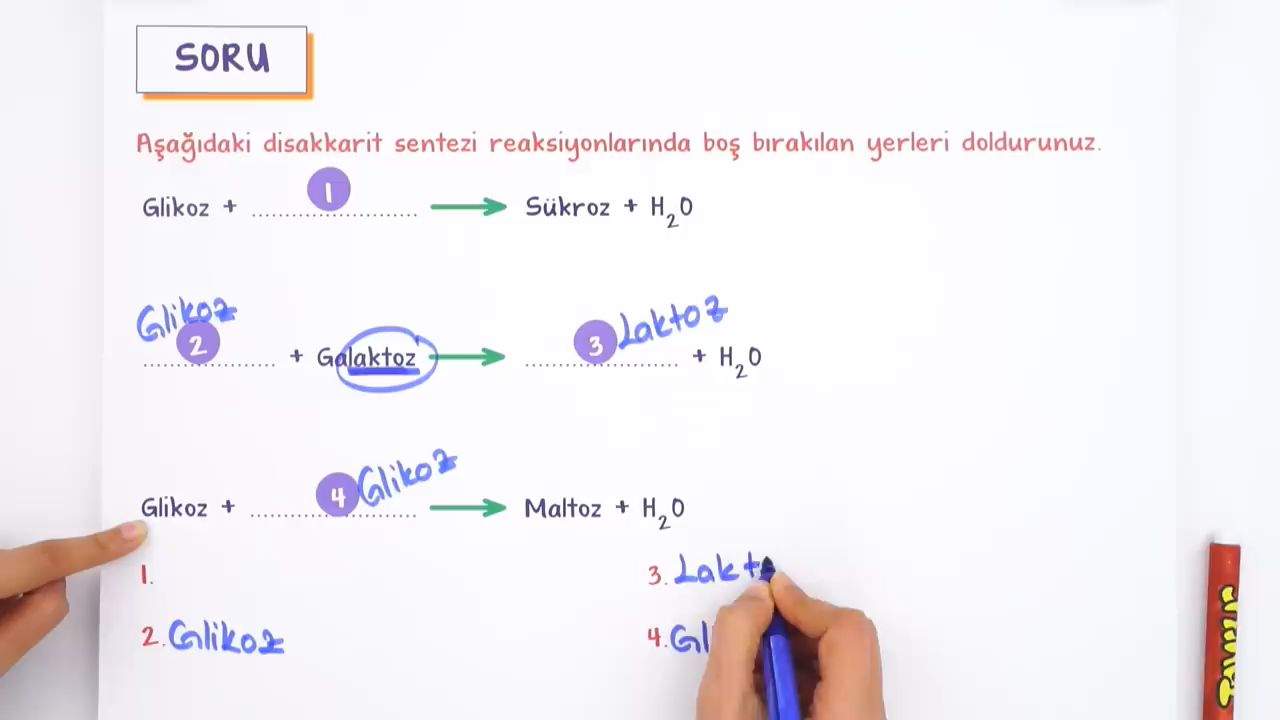 SORU
Aşağıdaki disakkarit sentezi reaksiyonlarında boş bırakılan yerleri doldurunuz.
Glikoz + 1 → Sükroz + H₂O
Glikoz Laktoz
2 + Galaktoz → 3 + H₂O
Glikoz
Glikoz + 4 → Maltoz + H₂O
1. 3. Lakt
2. Glikoz 4. Gl